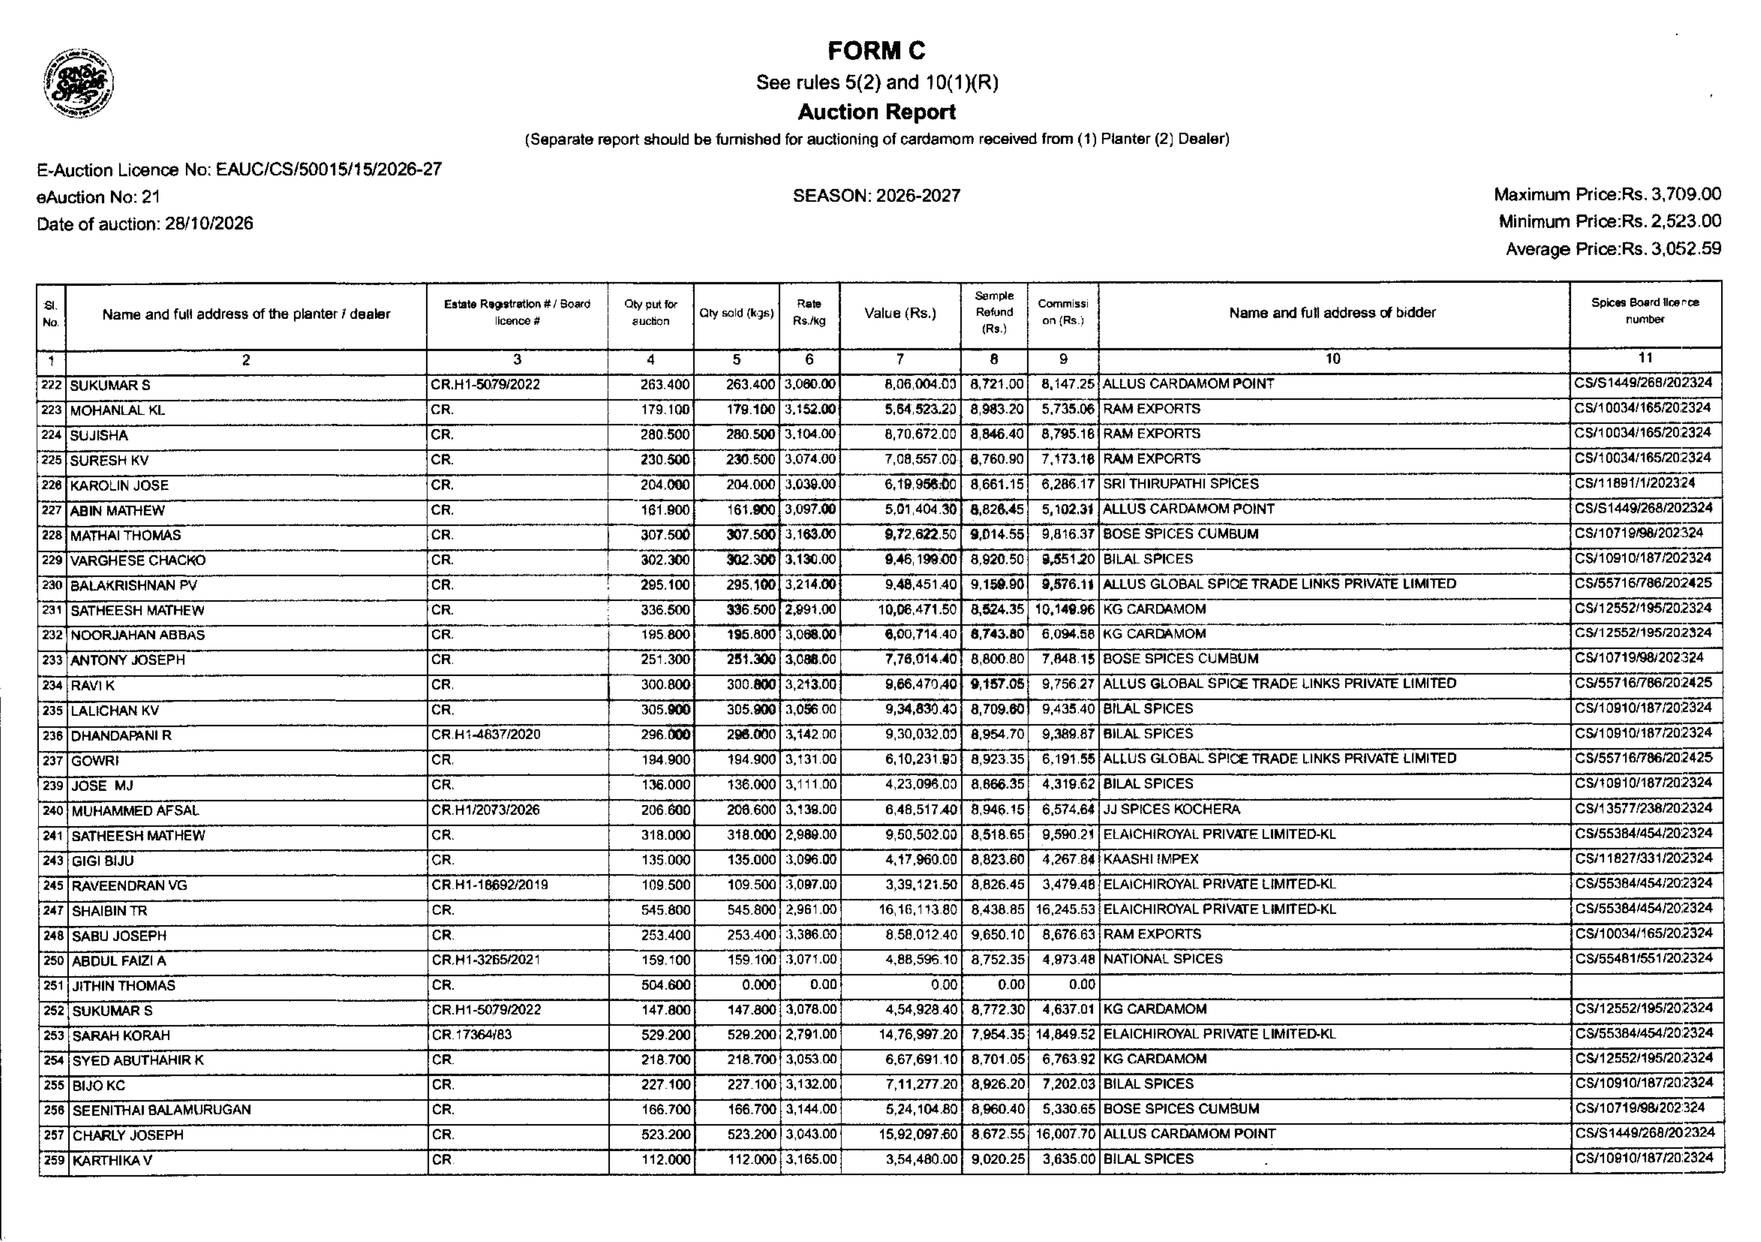 RNS Spices
FORM C
See rules 5(2) and 10(1)(R)
Auction Report
(Separate report should be furnished for auctioning of cardamom received from (1) Planter (2) Dealer)
E-Auction Licence No: EAUC/CS/50015/15/2026-27
eAuction No: 21 SEASON: 2026-2027 Maximum Price:Rs. 3,709.00
Date of auction: 28/10/2026 Minimum Price:Rs. 2,523.00
Average Price:Rs. 3,052.59
Sl. No. Name and full address of the planter / dealer Estate Registration # / Board licence # Qty put for auction Qty sold (kgs) Rate Rs./kg Value (Rs.) Sample Refund (Rs.) Commissi on (Rs.) Name and full address of bidder Spices Board licence number
1 2 3 4 5 6 7 8 9 10 11
222 SUKUMAR S CR.H1-5079/2022 263.400 263.400 3,060.00 8,06,004.00 8,721.00 8,147.25 ALLUS CARDAMOM POINT CS/S1449/268/202324
223 MOHANLAL KL CR. 179.100 179.100 3,152.00 5,64,523.20 8,983.20 5,735.06 RAM EXPORTS CS/10034/165/202324
224 SUJISHA CR. 280.500 280.500 3,104.00 8,70,672.00 8,846.40 8,795.18 RAM EXPORTS CS/10034/165/202324
225 SURESH KV CR. 230.500 230.500 3,074.00 7,08,557.00 8,760.90 7,173.18 RAM EXPORTS CS/10034/165/202324
226 KAROLIN JOSE CR. 204.000 204.000 3,039.00 6,19,956.00 8,661.15 6,286.17 SRI THIRUPATHI SPICES CS/11891/1/202324
227 ABIN MATHEW CR. 161.900 161.900 3,097.00 5,01,404.30 8,826.45 5,102.31 ALLUS CARDAMOM POINT CS/S1449/268/202324
228 MATHAI THOMAS CR. 307.500 307.500 3,163.00 9,72,622.50 9,014.55 9,816.37 BOSE SPICES CUMBUM CS/10719/98/202324
229 VARGHESE CHACKO CR. 302.300 302.300 3,130.00 9,46,199.00 8,920.50 9,551.20 BILAL SPICES CS/10910/187/202324
230 BALAKRISHNAN PV CR. 295.100 295.100 3,214.00 9,48,451.40 9,159.90 9,576.11 ALLUS GLOBAL SPICE TRADE LINKS PRIVATE LIMITED CS/55716/786/202425
231 SATHEESH MATHEW CR. 336.500 336.500 2,991.00 10,06,471.50 8,524.35 10,149.96 KG CARDAMOM CS/12552/195/202324
232 NOORJAHAN ABBAS CR. 195.800 195.800 3,068.00 6,00,714.40 8,743.80 6,094.58 KG CARDAMOM CS/12552/195/202324
233 ANTONY JOSEPH CR. 251.300 251.300 3,088.00 7,76,014.40 8,800.80 7,848.15 BOSE SPICES CUMBUM CS/10719/98/202324
234 RAVI K CR. 300.800 300.800 3,213.00 9,66,470.40 9,157.05 9,756.27 ALLUS GLOBAL SPICE TRADE LINKS PRIVATE LIMITED CS/55716/786/202425
235 LALICHAN KV CR. 305.900 305.900 3,056.00 9,34,830.40 8,709.60 9,435.40 BILAL SPICES CS/10910/187/202324
236 DHANDAPANI R CR.H1-4637/2020 296.000 296.000 3,142.00 9,30,032.00 8,954.70 9,389.87 BILAL SPICES CS/10910/187/202324
237 GOWRI CR. 194.900 194.900 3,131.00 6,10,231.90 8,923.35 6,191.55 ALLUS GLOBAL SPICE TRADE LINKS PRIVATE LIMITED CS/55716/786/202425
239 JOSE MJ CR. 136.000 136.000 3,111.00 4,23,096.00 8,866.35 4,319.62 BILAL SPICES CS/10910/187/202324
240 MUHAMMED AFSAL CR.H1/2073/2026 206.600 206.600 3,139.00 6,48,517.40 8,946.15 6,574.64 JJ SPICES KOCHERA CS/13577/238/202324
241 SATHEESH MATHEW CR. 318.000 318.000 2,989.00 9,50,502.00 8,518.65 9,590.21 ELAICHIROYAL PRIVATE LIMITED-KL CS/55384/454/202324
243 GIGI BIJU CR. 135.000 135.000 3,096.00 4,17,960.00 8,823.60 4,267.84 KAASHI IMPEX CS/11827/331/202324
245 RAVEENDRAN VG CR.H1-18692/2019 109.500 109.500 3,097.00 3,39,121.50 8,826.45 3,479.48 ELAICHIROYAL PRIVATE LIMITED-KL CS/55384/454/202324
247 SHAIBIN TR CR. 545.800 545.800 2,961.00 16,16,113.80 8,438.85 16,245.53 ELAICHIROYAL PRIVATE LIMITED-KL CS/55384/454/202324
248 SABU JOSEPH CR. 253.400 253.400 3,386.00 8,58,012.40 9,650.10 8,676.63 RAM EXPORTS CS/10034/165/202324
250 ABDUL FAIZI A CR.H1-3265/2021 159.100 159.100 3,071.00 4,88,596.10 8,752.35 4,973.48 NATIONAL SPICES CS/55481/551/202324
251 JITHIN THOMAS CR. 504.600 0.000 0.00 0.00 0.00 0.00
252 SUKUMAR S CR.H1-5079/2022 147.800 147.800 3,078.00 4,54,928.40 8,772.30 4,637.01 KG CARDAMOM CS/12552/195/202324
253 SARAH KORAH CR.17364/83 529.200 529.200 2,791.00 14,76,997.20 7,954.35 14,849.52 ELAICHIROYAL PRIVATE LIMITED-KL CS/55384/454/202324
254 SYED ABUTHAHIR K CR. 218.700 218.700 3,053.00 6,67,691.10 8,701.05 6,763.92 KG CARDAMOM CS/12552/195/202324
255 BIJO KC CR. 227.100 227.100 3,132.00 7,11,277.20 8,926.20 7,202.03 BILAL SPICES CS/10910/187/202324
256 SEENITHAI BALAMURUGAN CR. 166.700 166.700 3,144.00 5,24,104.80 8,960.40 5,330.65 BOSE SPICES CUMBUM CS/10719/98/202324
257 CHARLY JOSEPH CR. 523.200 523.200 3,043.00 15,92,097.60 8,672.55 16,007.70 ALLUS CARDAMOM POINT CS/S1449/268/202324
259 KARTHIKA V CR. 112.000 112.000 3,165.00 3,54,480.00 9,020.25 3,635.00 BILAL SPICES CS/10910/187/202324